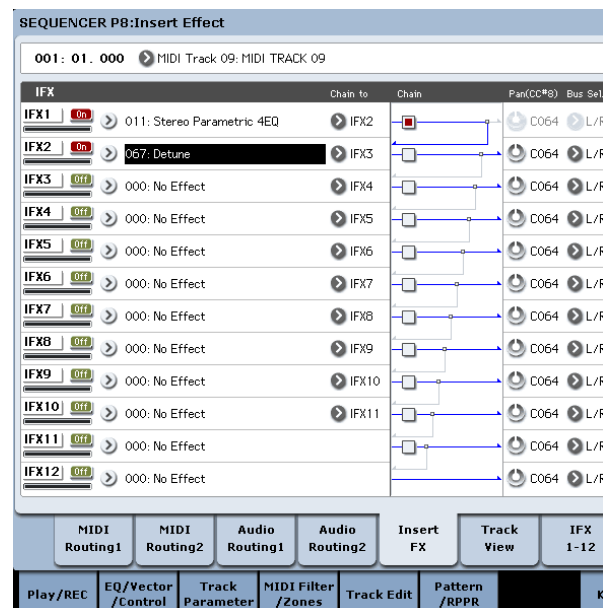 SEQUENCER P8:Insert Effect
001: 01. 000 MIDI Track 09: MIDI TRACK 09
IFX Chain to Chain Pan(CC#8) Bus Sel.
IFX1 On 011: Stereo Parametric 4EQ IFX2 C064 L/R
IFX2 On 067: Detune IFX3 C064 L/R
IFX3 Off 000: No Effect IFX4 C064 L/R
IFX4 Off 000: No Effect IFX5 C064 L/R
IFX5 Off 000: No Effect IFX6 C064 L/R
IFX6 Off 000: No Effect IFX7 C064 L/R
IFX7 Off 000: No Effect IFX8 C064 L/R
IFX8 Off 000: No Effect IFX9 C064 L/R
IFX9 Off 000: No Effect IFX10 C064 L/R
IFX10 Off 000: No Effect IFX11 C064 L/R
IFX11 Off 000: No Effect C064 L/R
IFX12 Off 000: No Effect C064 L/R
MIDI Routing1 MIDI Routing2 Audio Routing1 Audio Routing2 Insert FX Track View IFX 1-12
Play/REC EQ/Vector /Control Track Parameter MIDI Filter /Zones Track Edit Pattern /RPPR K